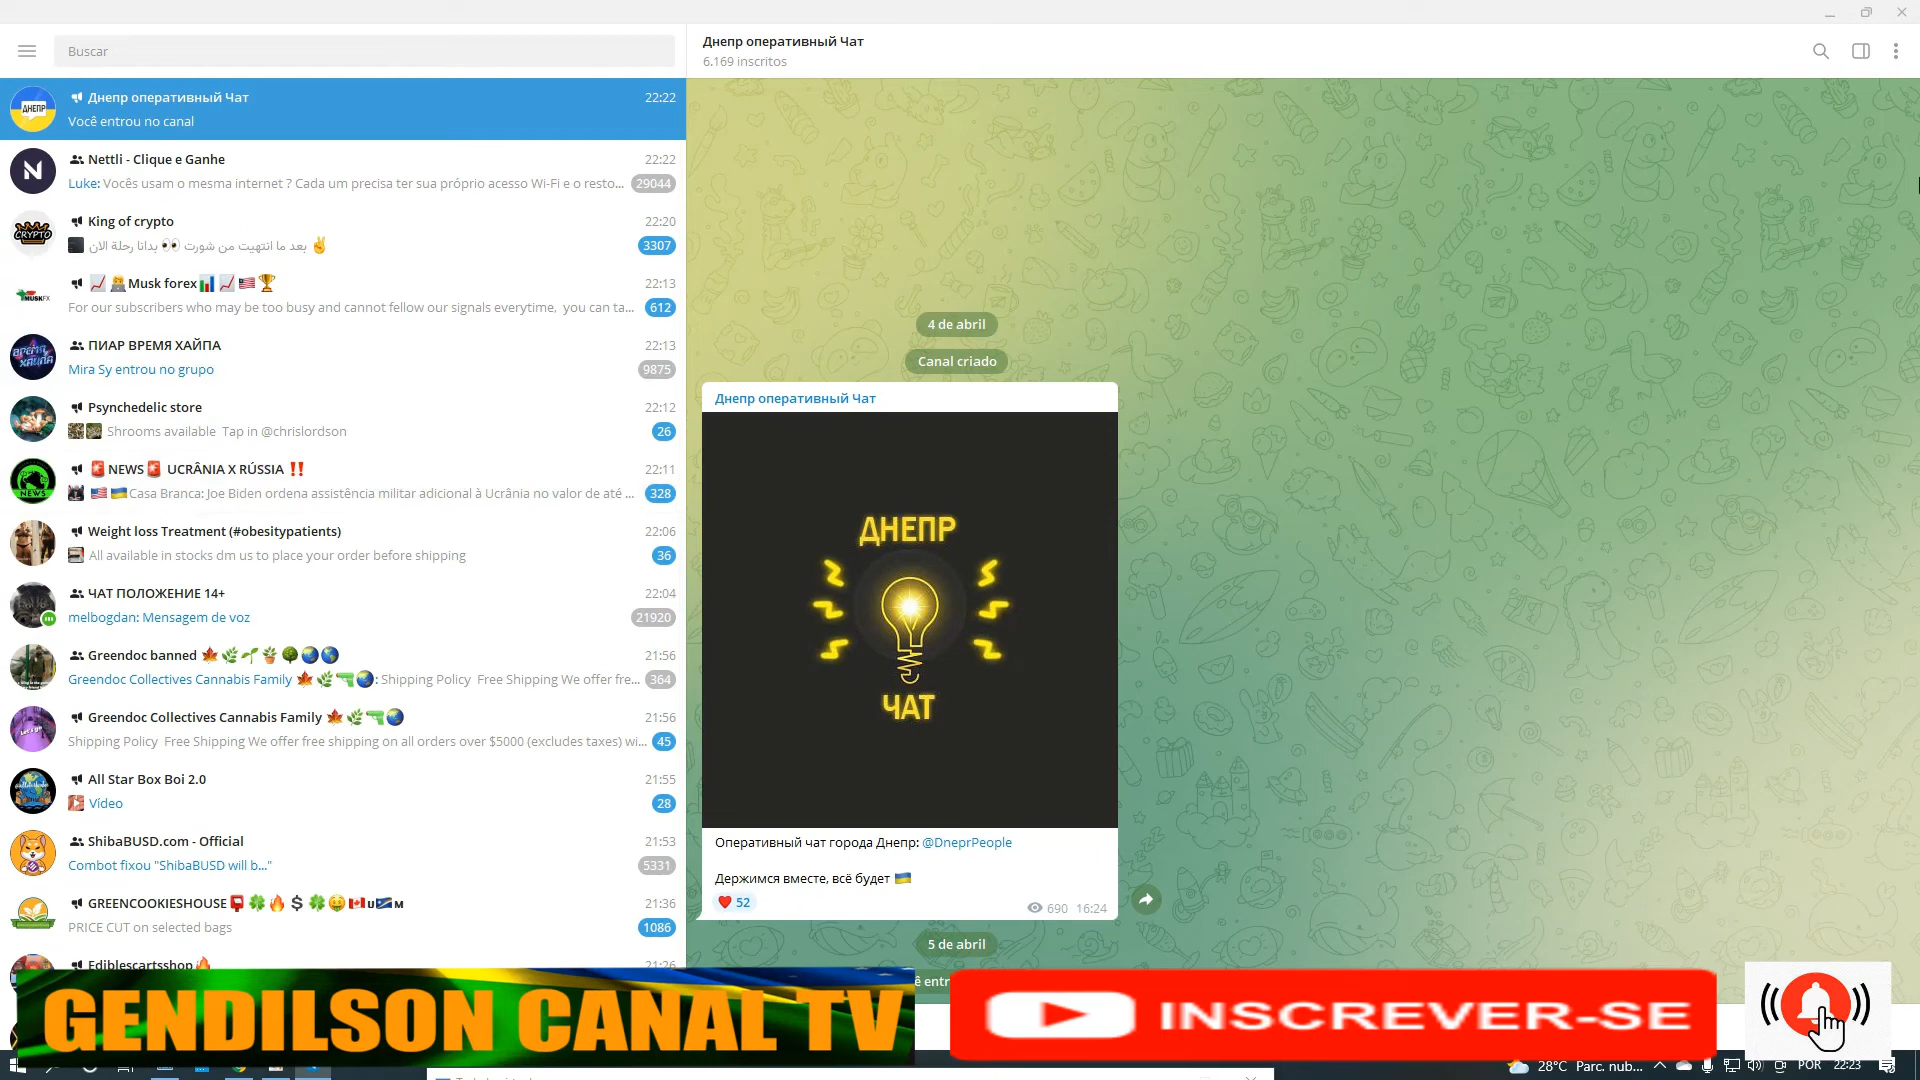 Buscar
Днепр оперативный Чат
22:22
Você entrou no canal
Nettli - Clique e Ganhe
22:22
Luke: Vocês usam o mesma internet ? Cada um precisa ter sua próprio acesso Wi-Fi e o resto...
29044
King of crypto
22:20
بعد ما انتهيت من شورت 👀 بدانا رحلة الان ✌
3307
Musk forex
22:13
For our subscribers who may be too busy and cannot fellow our signals everytime, you can ta...
612
ПИАР ВРЕМЯ ХАЙПА
22:13
Mira Sy entrou no grupo
9875
Psynchedelic store
22:12
Shrooms available Tap in @chrislordson
26
NEWS UCRÂNIA X RÚSSIA ‼️
22:11
Casa Branca: Joe Biden ordena assistência militar adicional à Ucrânia no valor de até ...
328
Weight loss Treatment (#obesitypatients)
22:06
All available in stocks dm us to place your order before shipping
36
ЧАТ ПОЛОЖЕНИЕ 14+
22:04
melbogdan: Mensagem de voz
21920
Greendoc banned
21:56
Greendoc Collectives Cannabis Family : Shipping Policy Free Shipping We offer fre...
364
Greendoc Collectives Cannabis Family
21:56
Shipping Policy Free Shipping We offer free shipping on all orders over $5000 (excludes taxes) wi...
45
All Star Box Boi 2.0
21:55
Vídeo
28
ShibaBUSD.com - Official
21:53
Combot fixou "ShibaBUSD will b..."
5331
GREENCOOKIESHOUSE
21:36
PRICE CUT on selected bags
1086
Ediblescartsshop
21:26
Днепр оперативный Чат
6.169 inscritos
4 de abril
Canal criado
Днепр оперативный Чат
ДНЕПР
ЧАТ
Оперативный чат города Днепр: @DneprPeople
Держимся вместе, всё будет 🇺🇦
52
690 16:24
5 de abril
GENDILSON CANAL TV
INSCREVER-SE
28°C Parc. nub...
POR
22:23